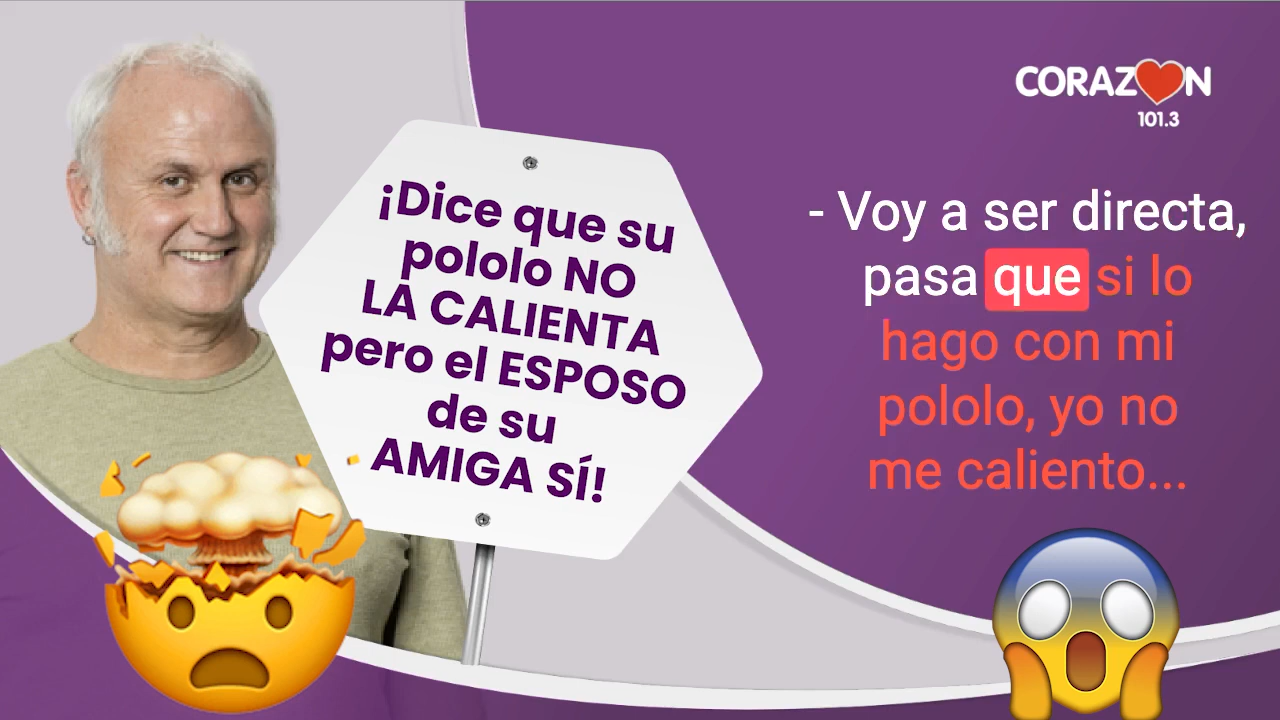 CORAZN
101.3
¡Dice que su
pololo NO
LA CALIENTA
pero el ESPOSO
de su
AMIGA SÍ!
- Voy a ser directa,
pasa que si lo
hago con mi
pololo, yo no
me caliento...